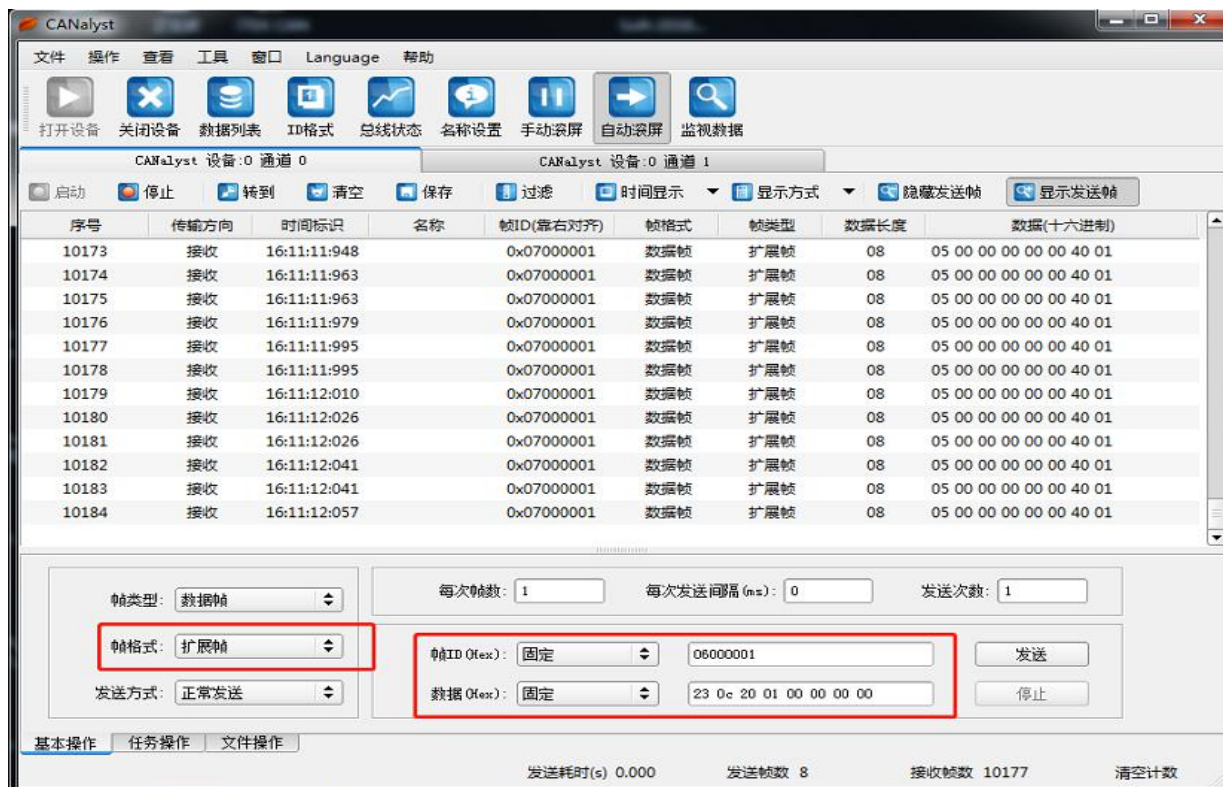 CANalyst
文件 操作 查看 工具 窗口 Language 帮助
打开设备 关闭设备 数据列表 ID格式 总线状态 名称设置 手动滚屏 自动滚屏 监视数据
CANalyst 设备:0 通道 0 CANalyst 设备:0 通道 1
启动 停止 转到 清空 保存 过滤 时间显示 显示方式 隐藏发送帧 显示发送帧
序号 传输方向 时间标识 名称 帧ID(靠右对齐) 帧格式 帧类型 数据长度 数据(十六进制)
10173 接收 16:11:11:948 0x07000001 数据帧 扩展帧 08 05 00 00 00 00 00 40 01
10174 接收 16:11:11:963 0x07000001 数据帧 扩展帧 08 05 00 00 00 00 00 40 01
10175 接收 16:11:11:963 0x07000001 数据帧 扩展帧 08 05 00 00 00 00 00 40 01
10176 接收 16:11:11:979 0x07000001 数据帧 扩展帧 08 05 00 00 00 00 00 40 01
10177 接收 16:11:11:995 0x07000001 数据帧 扩展帧 08 05 00 00 00 00 00 40 01
10178 接收 16:11:11:995 0x07000001 数据帧 扩展帧 08 05 00 00 00 00 00 40 01
10179 接收 16:11:12:010 0x07000001 数据帧 扩展帧 08 05 00 00 00 00 00 40 01
10180 接收 16:11:12:026 0x07000001 数据帧 扩展帧 08 05 00 00 00 00 00 40 01
10181 接收 16:11:12:026 0x07000001 数据帧 扩展帧 08 05 00 00 00 00 00 40 01
10182 接收 16:11:12:041 0x07000001 数据帧 扩展帧 08 05 00 00 00 00 00 40 01
10183 接收 16:11:12:041 0x07000001 数据帧 扩展帧 08 05 00 00 00 00 00 40 01
10184 接收 16:11:12:057 0x07000001 数据帧 扩展帧 08 05 00 00 00 00 00 40 01
帧类型: 数据帧 每次帧数: 1 每次发送间隔(ms): 0 发送次数: 1
帧格式: 扩展帧 帧ID(Hex): 固定 06000001 发送
发送方式: 正常发送 数据(Hex): 固定 23 0c 20 01 00 00 00 00 停止
基本操作 任务操作 文件操作
发送耗时(s) 0.000 发送帧数 8 接收帧数 10177 清空计数